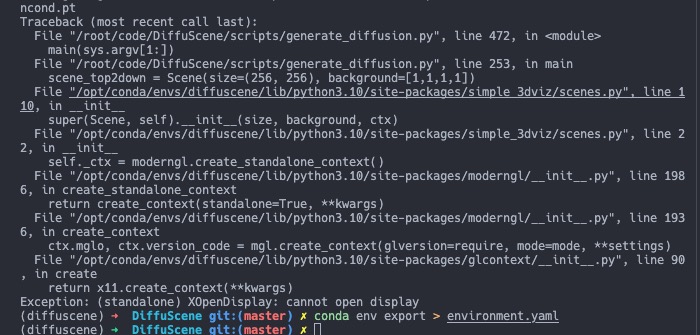 ncond.pt
Traceback (most recent call last):
  File "/root/code/DiffuScene/scripts/generate_diffusion.py", line 472, in <module>
    main(sys.argv[1:])
  File "/root/code/DiffuScene/scripts/generate_diffusion.py", line 253, in main
    scene_top2down = Scene(size=(256, 256), background=[1,1,1,1])
  File "/opt/conda/envs/diffuscene/lib/python3.10/site-packages/simple_3dviz/scenes.py", line 1
10, in __init__
    super(Scene, self).__init__(size, background, ctx)
  File "/opt/conda/envs/diffuscene/lib/python3.10/site-packages/simple_3dviz/scenes.py", line 2
2, in __init__
    self._ctx = moderngl.create_standalone_context()
  File "/opt/conda/envs/diffuscene/lib/python3.10/site-packages/moderngl/__init__.py", line 198
6, in create_standalone_context
    return create_context(standalone=True, **kwargs)
  File "/opt/conda/envs/diffuscene/lib/python3.10/site-packages/moderngl/__init__.py", line 193
6, in create_context
    ctx.mglo, ctx.version_code = mgl.create_context(glversion=require, mode=mode, **settings)
  File "/opt/conda/envs/diffuscene/lib/python3.10/site-packages/glcontext/__init__.py", line 90
, in create
    return x11.create_context(**kwargs)
Exception: (standalone) XOpenDisplay: cannot open display
(diffuscene) ➜  DiffuScene git:(master) ✗ conda env export > environment.yaml
(diffuscene) ➜  DiffuScene git:(master) ✗